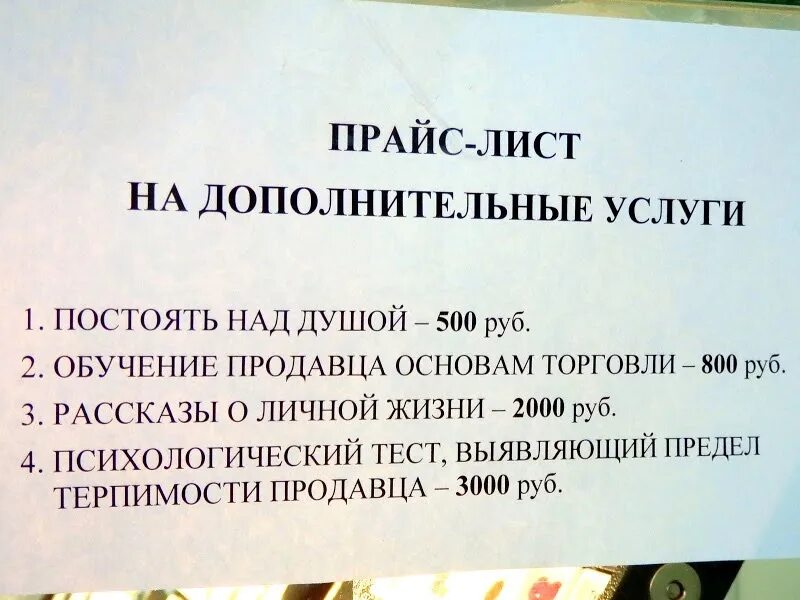 ПРАЙС-ЛИСТ
НА ДОПОЛНИТЕЛЬНЫЕ УСЛУГИ
1. ПОСТОЯТЬ НАД ДУШОЙ – 500 руб.
2. ОБУЧЕНИЕ ПРОДАВЦА ОСНОВАМ ТОРГОВЛИ – 800 руб.
3. РАССКАЗЫ О ЛИЧНОЙ ЖИЗНИ – 2000 руб.
4. ПСИХОЛОГИЧЕСКИЙ ТЕСТ, ВЫЯВЛЯЮЩИЙ ПРЕДЕЛ
ТЕРПИМОСТИ ПРОДАВЦА – 3000 руб.